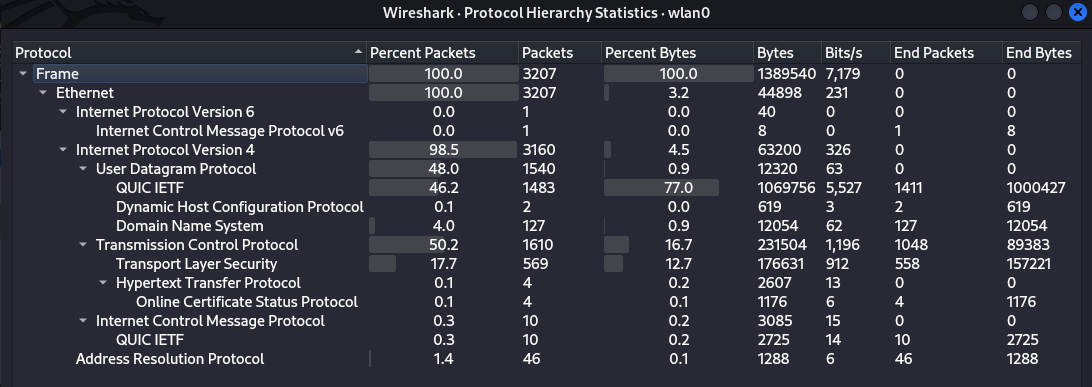 Wireshark · Protocol Hierarchy Statistics · wlan0
Protocol Percent Packets Packets Percent Bytes Bytes Bits/s End Packets End Bytes
Frame 100.0 3207 100.0 1389540 7,179 0 0
Ethernet 100.0 3207 3.2 44898 231 0 0
Internet Protocol Version 6 0.0 1 0.0 40 0 0 0
Internet Control Message Protocol v6 0.0 1 0.0 8 0 1 8
Internet Protocol Version 4 98.5 3160 4.5 63200 326 0 0
User Datagram Protocol 48.0 1540 0.9 12320 63 0 0
QUIC IETF 46.2 1483 77.0 1069756 5,527 1411 1000427
Dynamic Host Configuration Protocol 0.1 2 0.0 619 3 2 619
Domain Name System 4.0 127 0.9 12054 62 127 12054
Transmission Control Protocol 50.2 1610 16.7 231504 1,196 1048 89383
Transport Layer Security 17.7 569 12.7 176631 912 558 157221
Hypertext Transfer Protocol 0.1 4 0.2 2607 13 0 0
Online Certificate Status Protocol 0.1 4 0.1 1176 6 4 1176
Internet Control Message Protocol 0.3 10 0.2 3085 15 0 0
QUIC IETF 0.3 10 0.2 2725 14 10 2725
Address Resolution Protocol 1.4 46 0.1 1288 6 46 1288